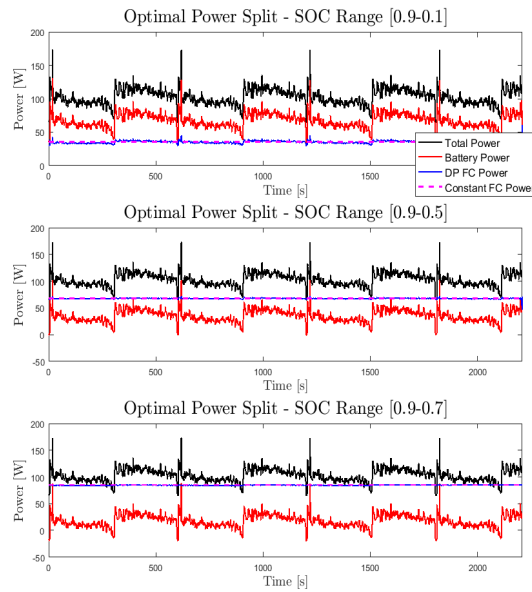 Optimal Power Split - SOC Range [0.9-0.1]
200
150
100
50
0
Power [W]
0 500 1000 1500 2000
Time [s]
Total Power
Battery Power
DP FC Power
Constant FC Power
Optimal Power Split - SOC Range [0.9-0.5]
200
150
100
50
0
-50
Power [W]
0 500 1000 1500 2000
Time [s]
Optimal Power Split - SOC Range [0.9-0.7]
200
150
100
50
0
-50
Power [W]
0 500 1000 1500 2000
Time [s]